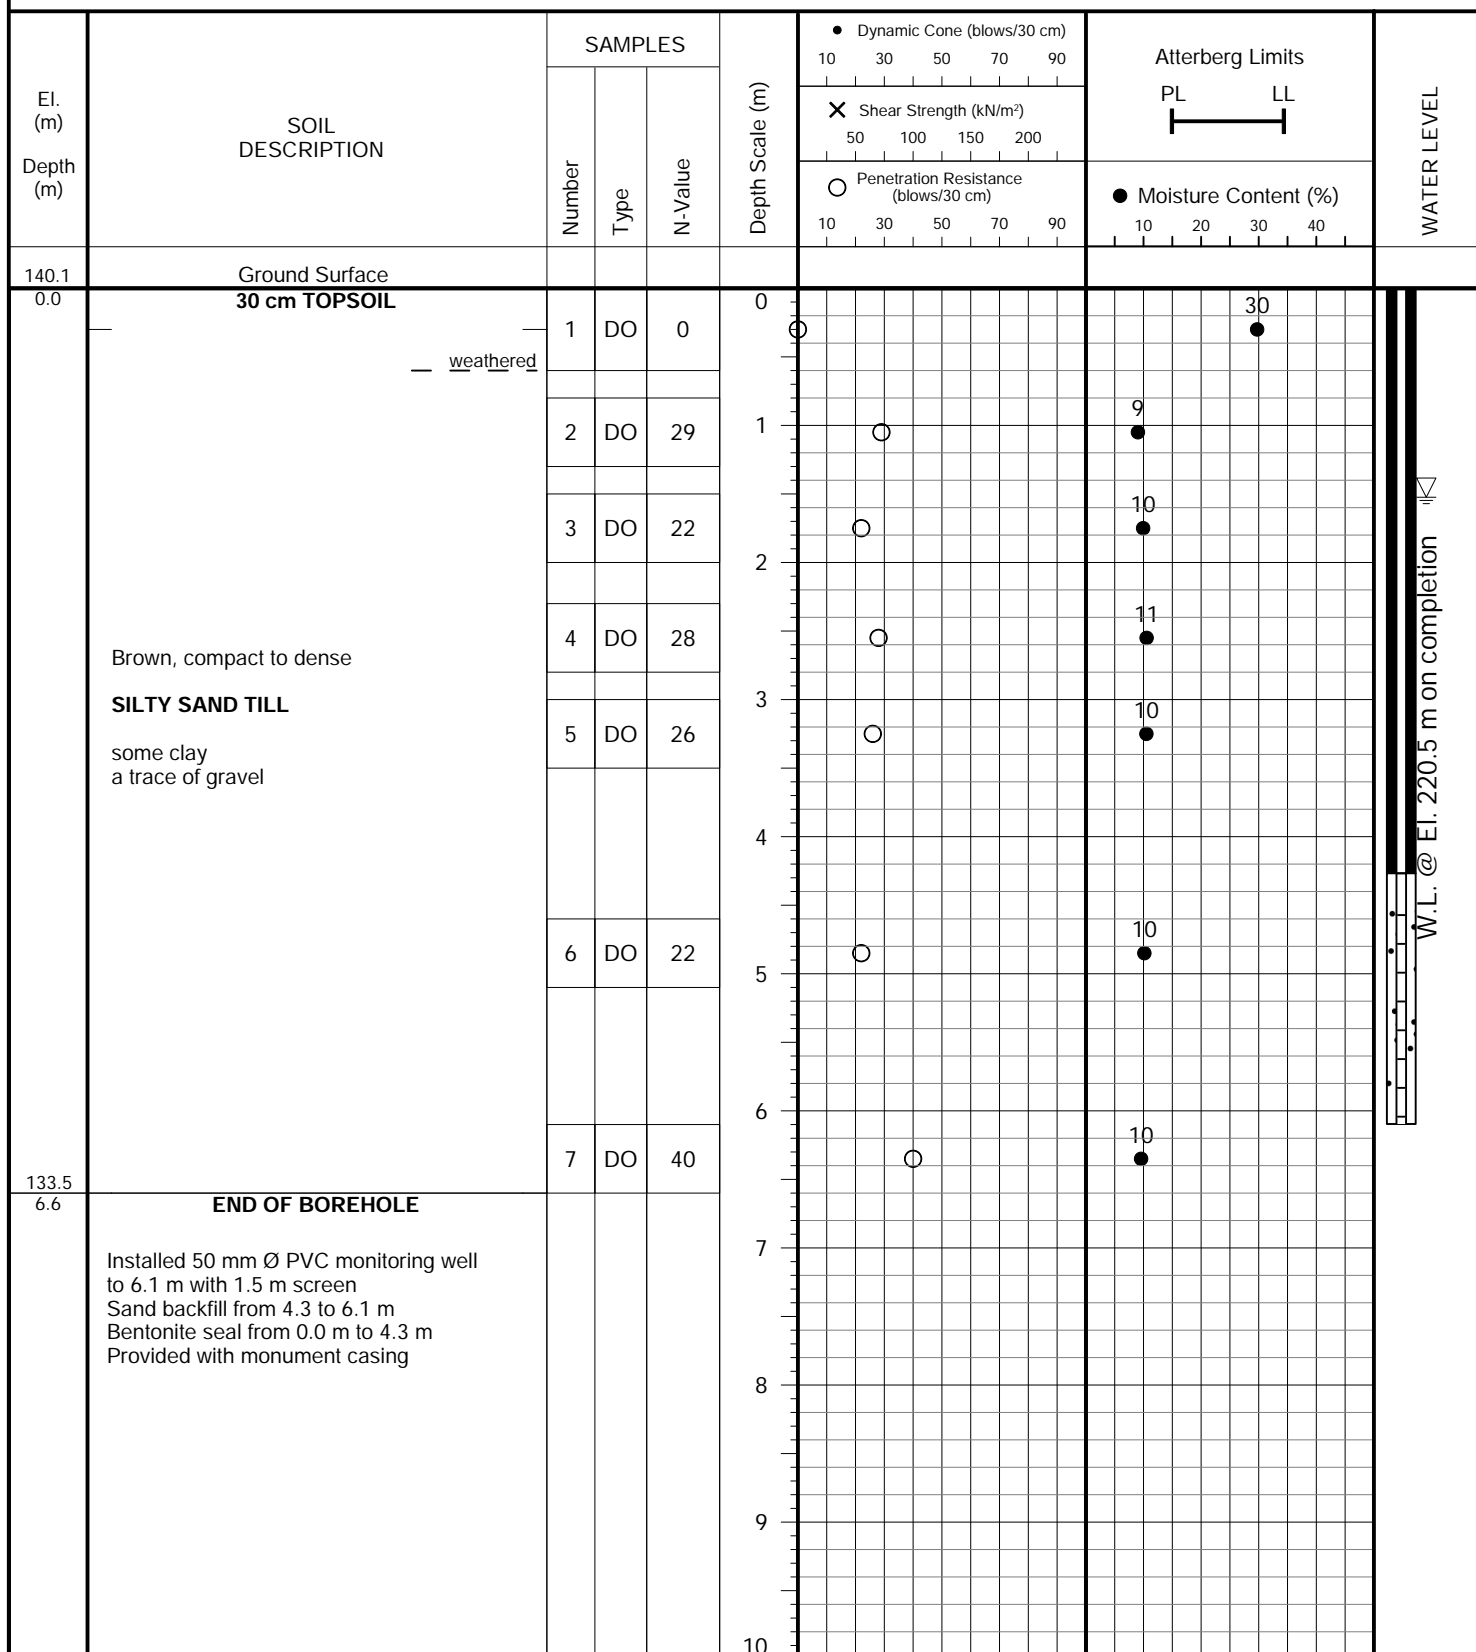 El.
(m)
Depth
(m)
SOIL
DESCRIPTION
SAMPLES
Number
Type
N-Value
Depth Scale (m)
Dynamic Cone (blows/30 cm)
10 30 50 70 90
Shear Strength (kN/m²)
50 100 150 200
Penetration Resistance
(blows/30 cm)
10 30 50 70 90
Atterberg Limits
PL LL
Moisture Content (%)
10 20 30 40
WATER LEVEL
140.1 Ground Surface
0.0 30 cm TOPSOIL 0
1 DO 0 30
weathered
2 DO 29 1 9
3 DO 22 10
2
4 DO 28 11
Brown, compact to dense
SILTY SAND TILL
some clay
a trace of gravel
3
5 DO 26 10
4
6 DO 22 10
5
6
7 DO 40 10
W.L. @ El. 220.5 m on completion
133.5
6.6 END OF BOREHOLE
Installed 50 mm Ø PVC monitoring well
to 6.1 m with 1.5 m screen
Sand backfill from 4.3 to 6.1 m
Bentonite seal from 0.0 m to 4.3 m
Provided with monument casing
7
8
9
10